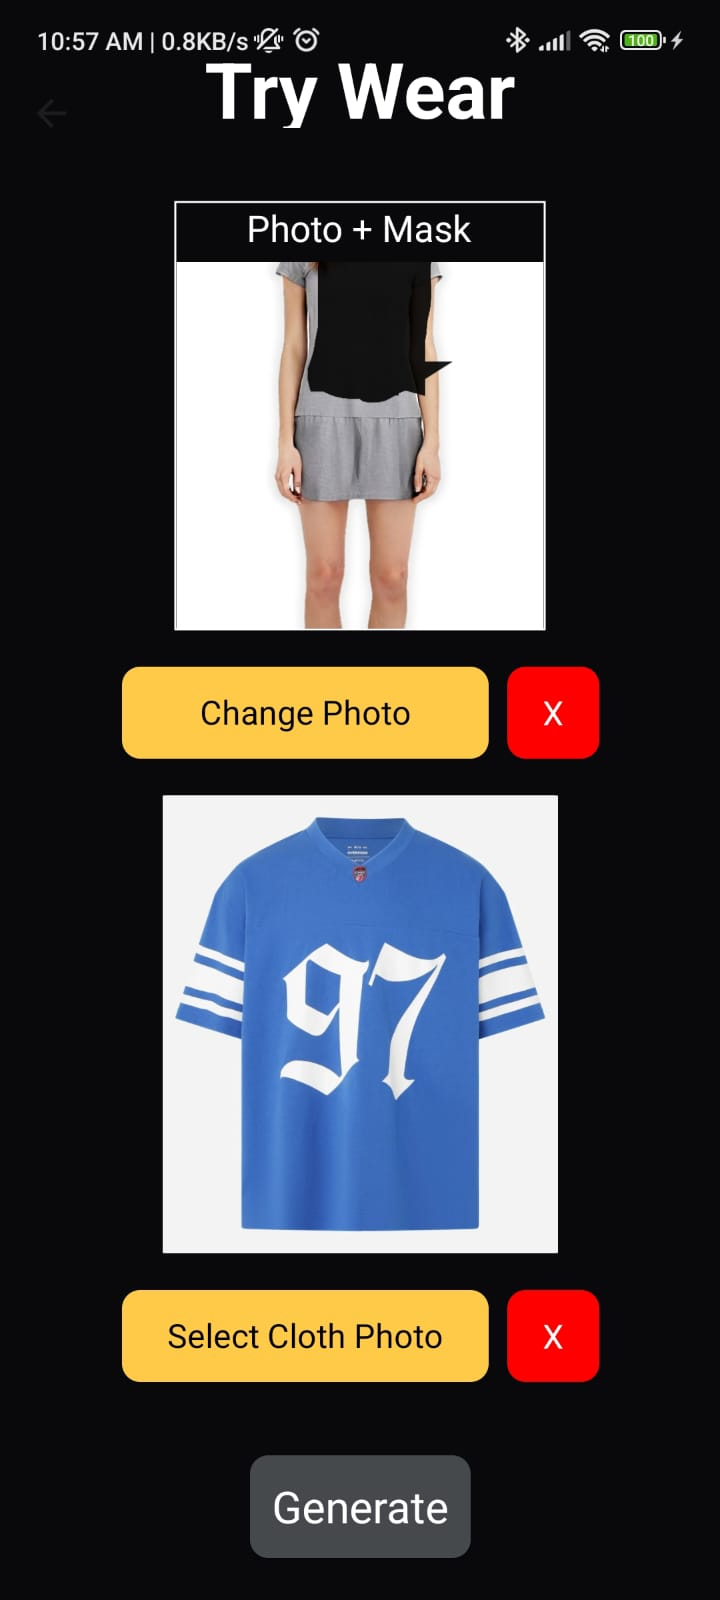 10:57 AM | 0.8KB/s
100
Try Wear
Photo + Mask
Change Photo
X
97
Select Cloth Photo
X
Generate